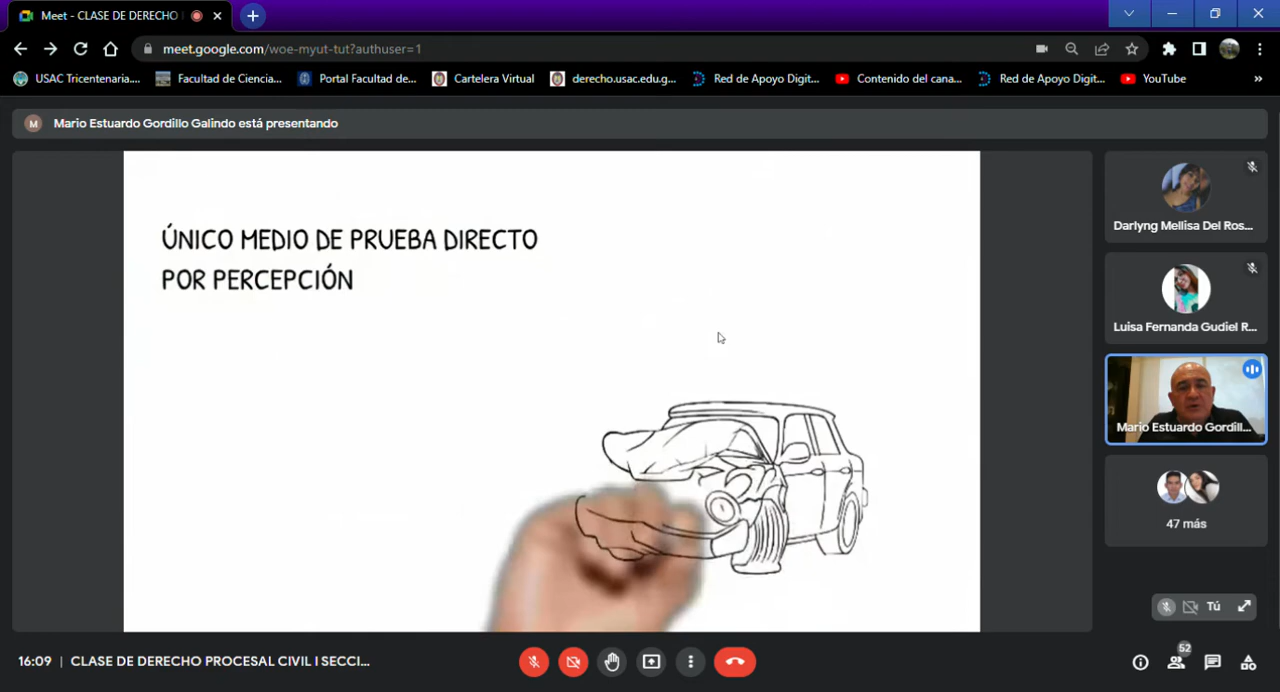 Meet - CLASE DE DERECHO
meet.google.com/woe-myut-tut?authuser=1
USAC Tricentenaria....
Facultad de Ciencia...
Portal Facultad de...
Cartelera Virtual
derecho.usac.edu.g...
Red de Apoyo Digit...
Contenido del cana...
Red de Apoyo Digit...
YouTube
»
M
Mario Estuardo Gordillo Galindo está presentando
ÚNICO MEDIO DE PRUEBA DIRECTO
POR PERCEPCIÓN
Darlyng Mellisa Del Ros...
Luisa Fernanda Gudiel R...
Mario Estuardo Gordill...
47 más
Tú
16:09 | CLASE DE DERECHO PROCESAL CIVIL I SECCI...
52